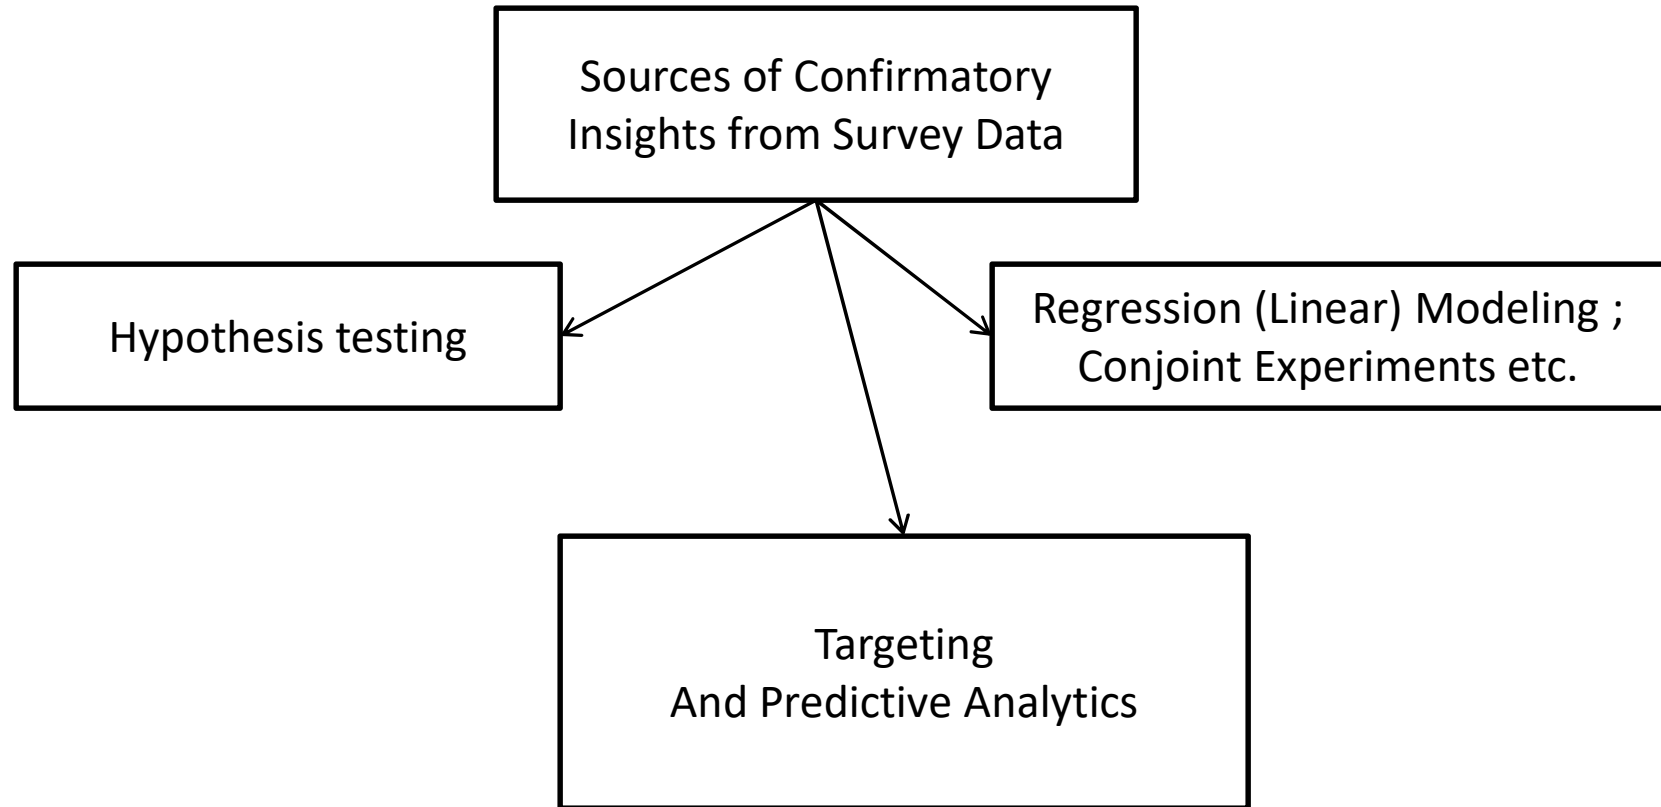 Sources of Confirmatory
Insights from Survey Data
Hypothesis testing
Regression (Linear) Modeling ;
Conjoint Experiments etc.
Targeting
And Predictive Analytics